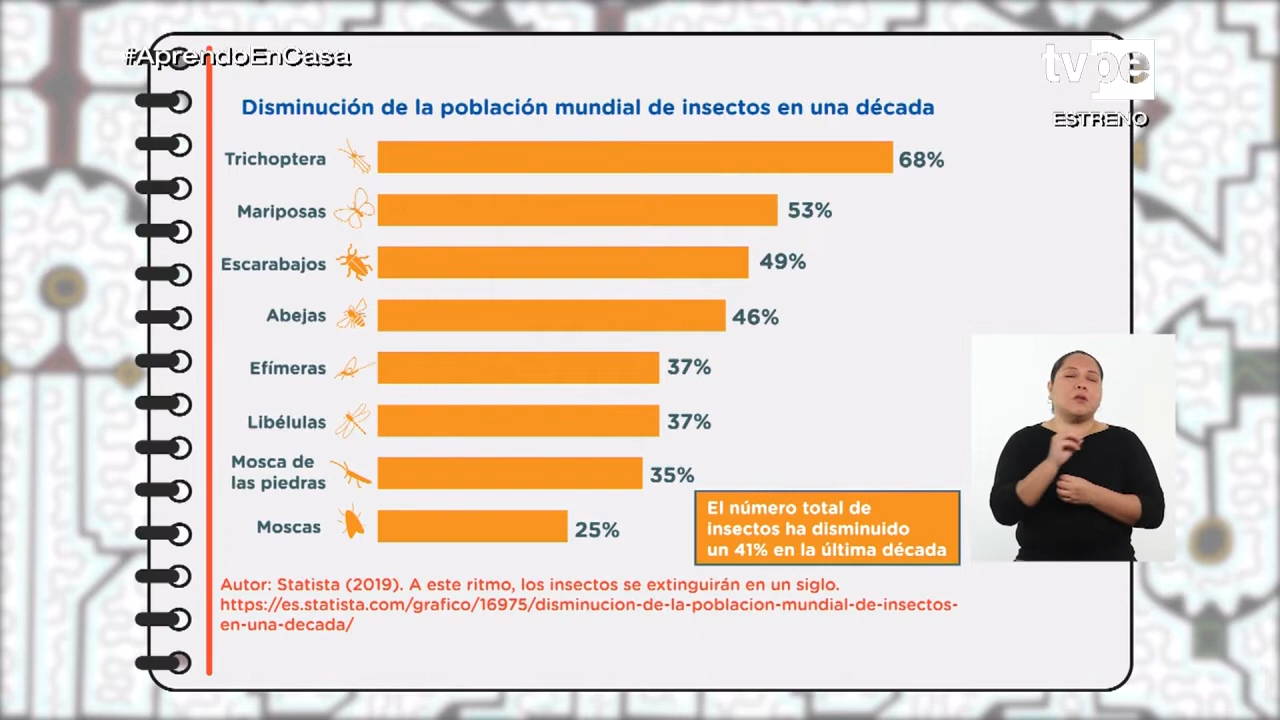 #AprendoEnCasa
tvpe
ESTRENO
Disminución de la población mundial de insectos en una década
Trichoptera 68%
Mariposas 53%
Escarabajos 49%
Abejas 46%
Efímeras 37%
Libélulas 37%
Mosca de
las piedras 35%
Moscas 25%
El número total de
insectos ha disminuido
un 41% en la última década
Autor: Statista (2019). A este ritmo, los insectos se extinguirán en un siglo.
https://es.statista.com/grafico/16975/disminucion-de-la-poblacion-mundial-de-insectos-
en-una-decada/